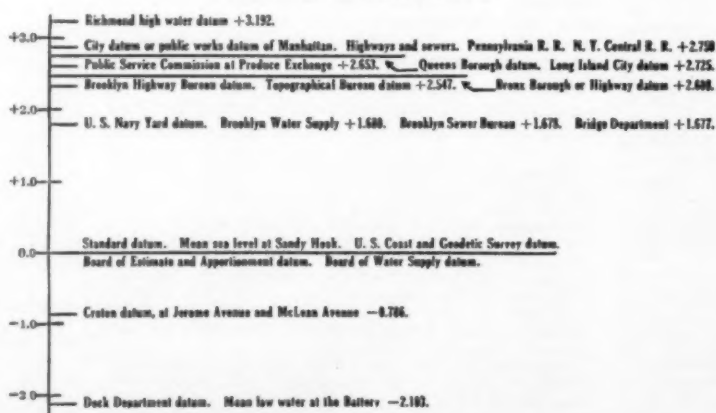 Richmond high water datum +3.192.
+3.0
City datum or public works datum of Manhattan. Highways and sewers. Pennsylvania R. R. N. Y. Central R. R. +2.750
Public Service Commission at Produce Exchange +2.653. Queens Borough datum. Long Island City datum +2.725.
Brooklyn Highway Bureau datum. Topographical Bureau datum +2.547. Bronx Borough or Highway datum +2.608.
+2.0
U. S. Navy Yard datum. Brooklyn Water Supply +1.680. Brooklyn Sewer Bureau +1.678. Bridge Department +1.677.
+1.0
Standard datum. Mean sea level at Sandy Hook. U. S. Coast and Geodetic Survey datum.
0.0
Board of Estimate and Apportionment datum. Board of Water Supply datum.
Croton datum, at Jerome Avenue and McLean Avenue −0.786.
−1.0
Dock Department datum. Mean low water at the Battery −2.103.